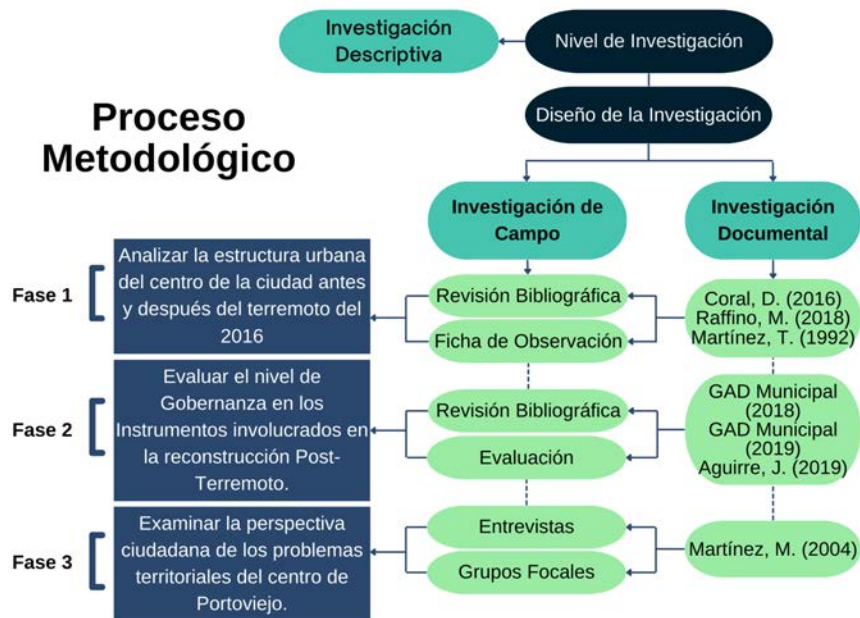 Investigación
Descriptiva
Nivel de Investigación
Diseño de la Investigación
Proceso
Metodológico
Investigación de
Campo
Investigación
Documental
Fase 1
Analizar la estructura urbana
del centro de la ciudad antes
y después del terremoto del
2016
Revisión Bibliográfica
Ficha de Observación
Coral, D. (2016)
Raffino, M. (2018)
Martínez, T. (1992)
Fase 2
Evaluar el nivel de
Gobernanza en los
Instrumentos involucrados en
la reconstrucción Post-
Terremoto.
Revisión Bibliográfica
Evaluación
GAD Municipal
(2018)
GAD Municipal
(2019)
Aguirre, J. (2019)
Fase 3
Examinar la perspectiva
ciudadana de los problemas
territoriales del centro de
Portoviejo.
Entrevistas
Grupos Focales
Martínez, M. (2004)